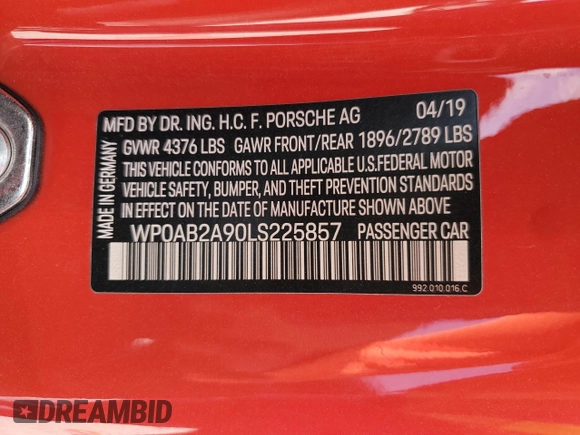 MADE IN GERMANY
MFD BY DR. ING. H.C. F. PORSCHE AG 04/19
GVWR 4376 LBS GAWR FRONT/REAR 1896/2789 LBS
THIS VEHICLE CONFORMS TO ALL APPLICABLE U.S.FEDERAL MOTOR
VEHICLE SAFETY, BUMPER, AND THEFT PREVENTION STANDARDS
IN EFFECT ON THE DATE OF MANUFACTURE SHOWN ABOVE
WP0AB2A90LS225857 PASSENGER CAR
992.010.016.C
DREAMBID